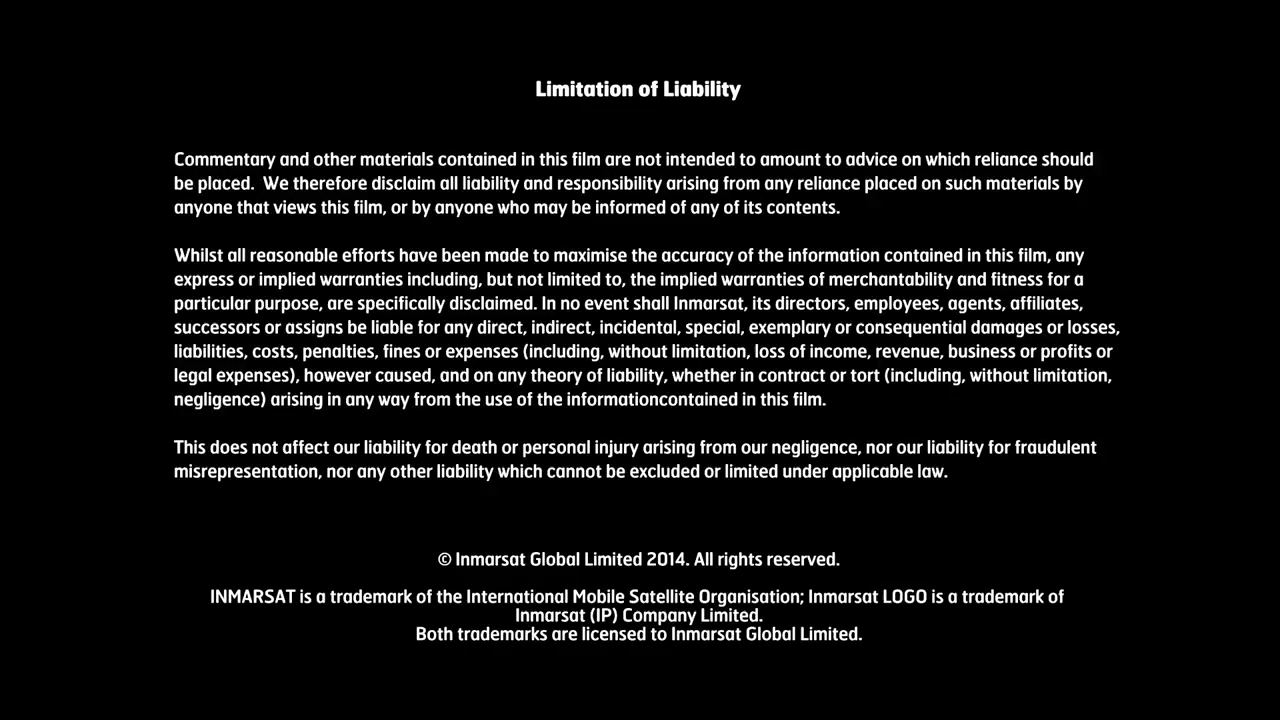 Limitation of Liability
Commentary and other materials contained in this film are not intended to amount to advice on which reliance should
be placed.  We therefore disclaim all liability and responsibility arising from any reliance placed on such materials by
anyone that views this film, or by anyone who may be informed of any of its contents.
Whilst all reasonable efforts have been made to maximise the accuracy of the information contained in this film, any
express or implied warranties including, but not limited to, the implied warranties of merchantability and fitness for a
particular purpose, are specifically disclaimed. In no event shall Inmarsat, its directors, employees, agents, affiliates,
successors or assigns be liable for any direct, indirect, incidental, special, exemplary or consequential damages or losses,
liabilities, costs, penalties, fines or expenses (including, without limitation, loss of income, revenue, business or profits or
legal expenses), however caused, and on any theory of liability, whether in contract or tort (including, without limitation,
negligence) arising in any way from the use of the informationcontained in this film.
This does not affect our liability for death or personal injury arising from our negligence, nor our liability for fraudulent
misrepresentation, nor any other liability which cannot be excluded or limited under applicable law.
© Inmarsat Global Limited 2014. All rights reserved.
INMARSAT is a trademark of the International Mobile Satellite Organisation; Inmarsat LOGO is a trademark of
Inmarsat (IP) Company Limited.
Both trademarks are licensed to Inmarsat Global Limited.